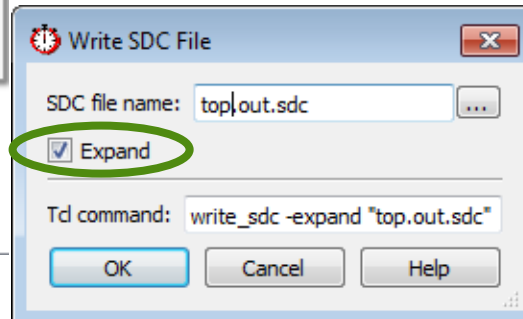 Write SDC File
SDC file name: top.out.sdc ...
Expand
Tcl command: write_sdc -expand "top.out.sdc"
OK Cancel Help